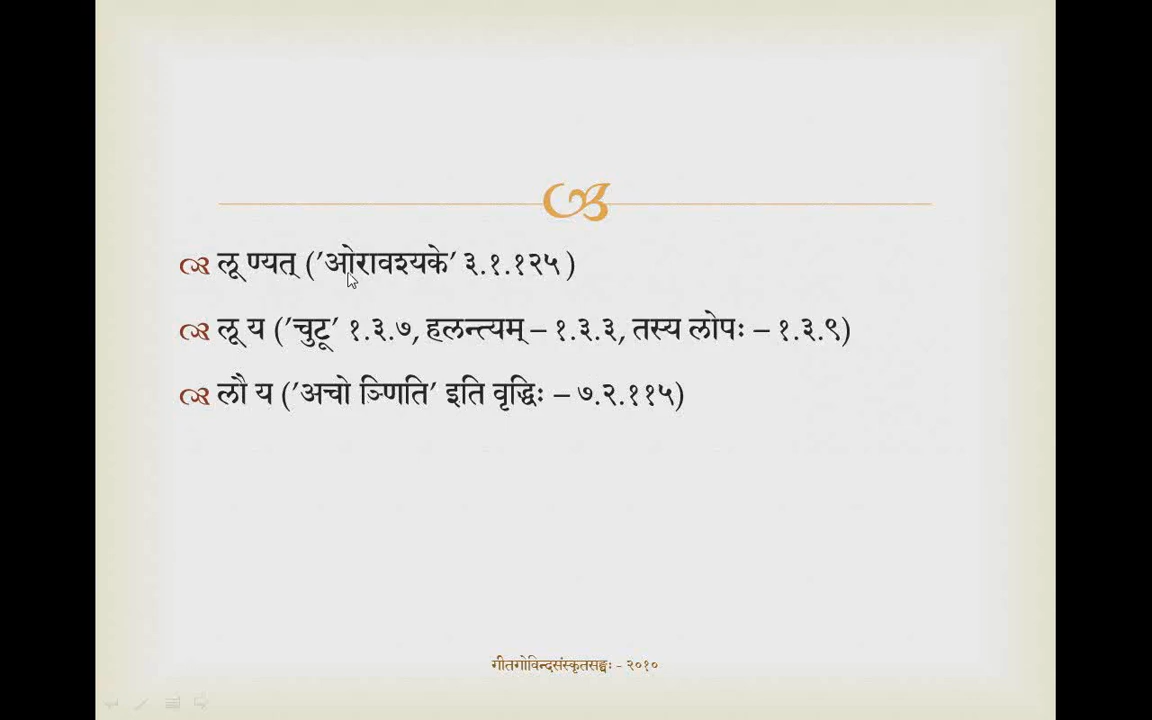 लू ण्यत् ('ओरावश्यके' ३.१.१२५ )
लू य ('चुटू' १.३.७, हलन्त्यम् – १.३.३, तस्य लोपः – १.३.९)
लौ य ('अचो ञ्णिति' इति वृद्धिः – ७.२.११५)
गीतगोविन्दसंस्कृतसङ्घः - २०१०